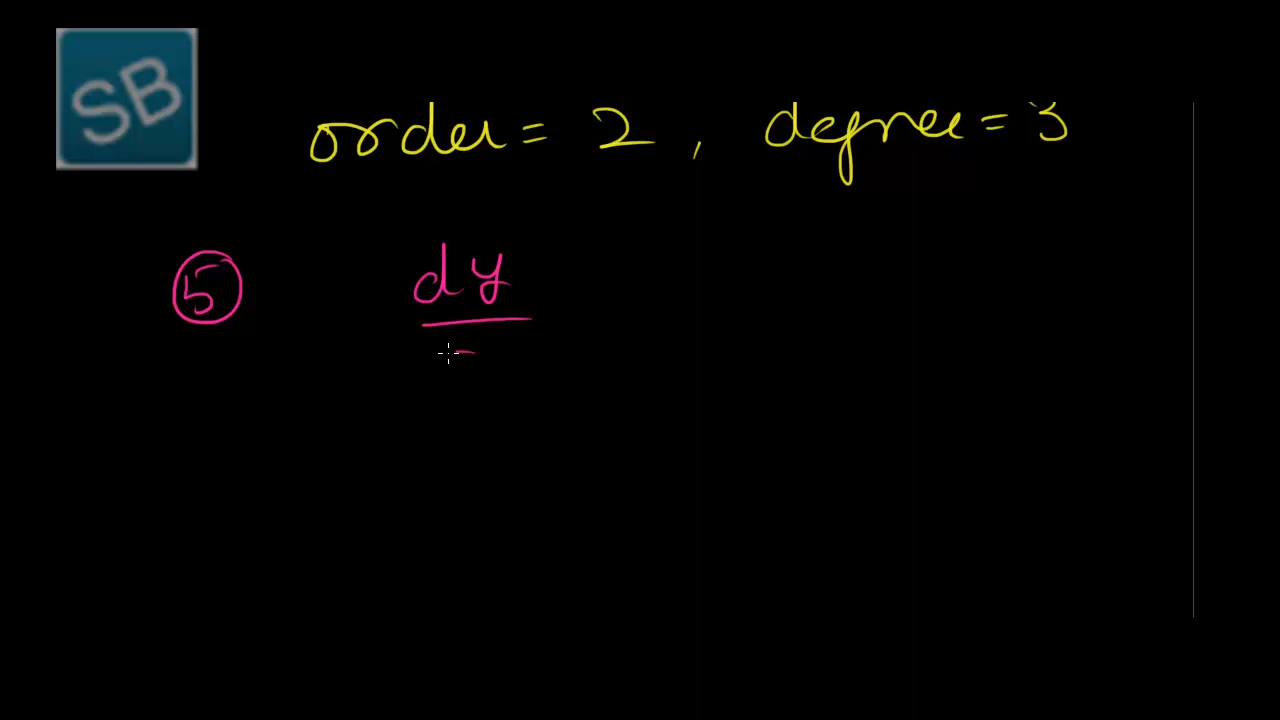 SB
order = 2, degree = 3
5 dy